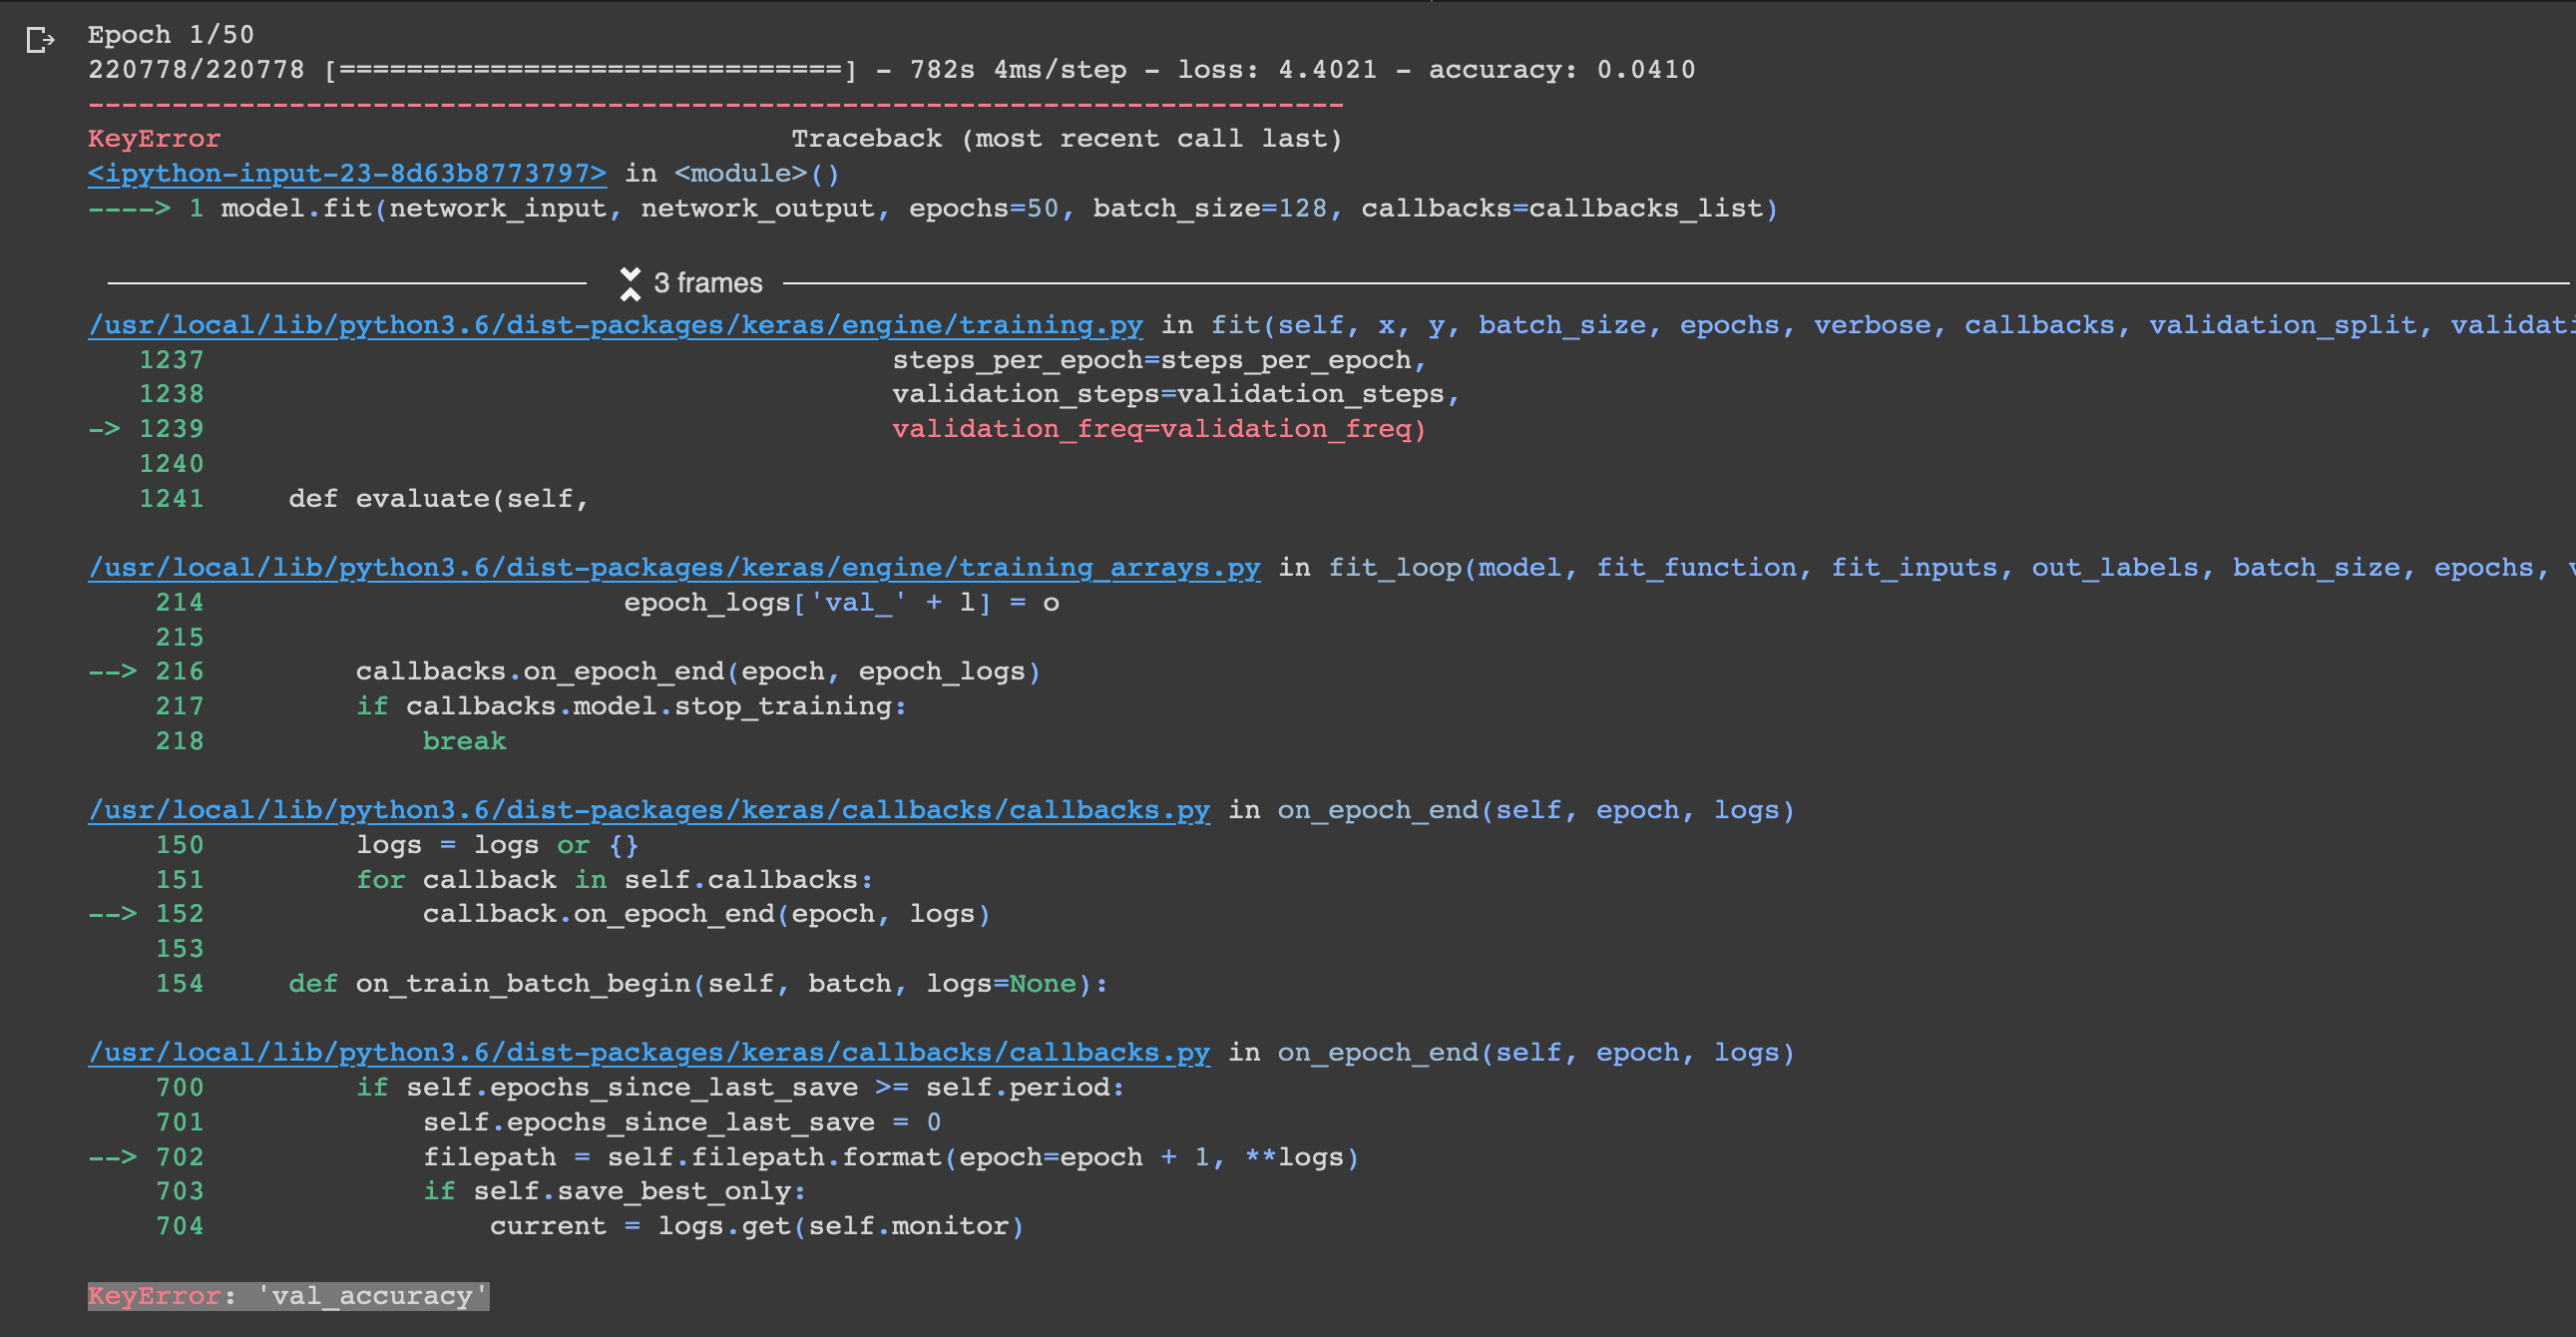 Epoch 1/50
220778/220778 [==============================] - 782s 4ms/step - loss: 4.4021 - accuracy: 0.0410
---------------------------------------------------------------------------
KeyError                                  Traceback (most recent call last)
<ipython-input-23-8d63b8773797> in <module>()
----> 1 model.fit(network_input, network_output, epochs=50, batch_size=128, callbacks=callbacks_list)
3 frames
/usr/local/lib/python3.6/dist-packages/keras/engine/training.py in fit(self, x, y, batch_size, epochs, verbose, callbacks, validation_split, validati
   1237                                         steps_per_epoch=steps_per_epoch,
   1238                                         validation_steps=validation_steps,
-> 1239                                         validation_freq=validation_freq)
   1240
   1241     def evaluate(self,
/usr/local/lib/python3.6/dist-packages/keras/engine/training_arrays.py in fit_loop(model, fit_function, fit_inputs, out_labels, batch_size, epochs, v
    214                         epoch_logs['val_' + l] = o
    215
--> 216         callbacks.on_epoch_end(epoch, epoch_logs)
    217         if callbacks.model.stop_training:
    218             break
/usr/local/lib/python3.6/dist-packages/keras/callbacks/callbacks.py in on_epoch_end(self, epoch, logs)
    150         logs = logs or {}
    151         for callback in self.callbacks:
--> 152             callback.on_epoch_end(epoch, logs)
    153
    154     def on_train_batch_begin(self, batch, logs=None):
/usr/local/lib/python3.6/dist-packages/keras/callbacks/callbacks.py in on_epoch_end(self, epoch, logs)
    700         if self.epochs_since_last_save >= self.period:
    701             self.epochs_since_last_save = 0
--> 702             filepath = self.filepath.format(epoch=epoch + 1, **logs)
    703             if self.save_best_only:
    704                 current = logs.get(self.monitor)
KeyError: 'val_accuracy'